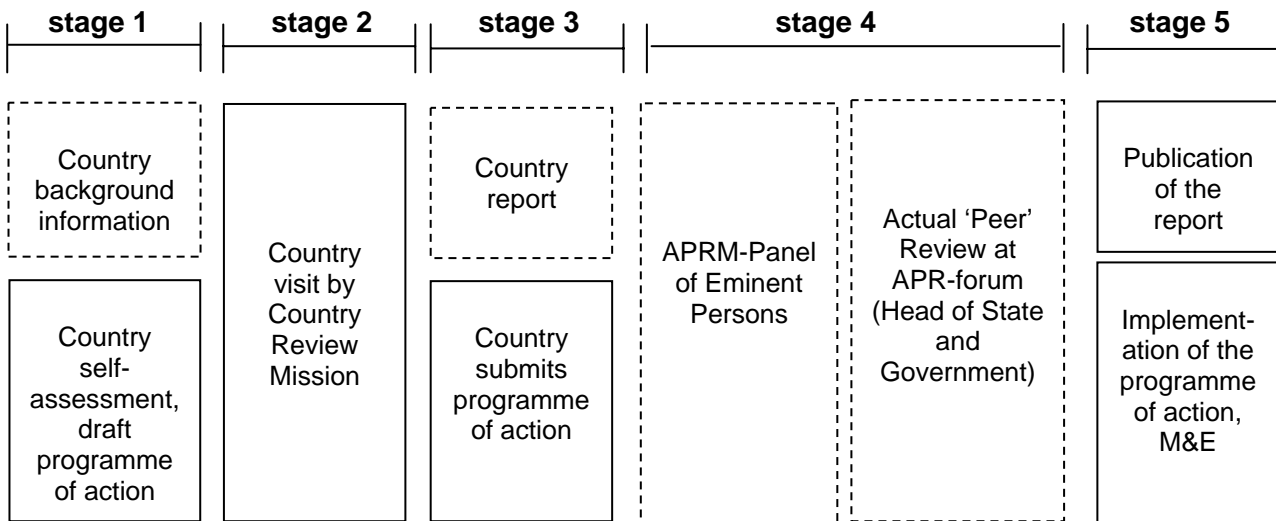 stage 1
stage 2
stage 3
stage 4
stage 5
Country
background
information
Country
self-
assessment,
draft
programme
of action
Country
visit by
Country
Review
Mission
Country
report
Country
submits
programme
of action
APRM-Panel
of Eminent
Persons
Actual ‘Peer’
Review at
APR-forum
(Head of State
and
Government)
Publication
of the
report
Implement-
ation of the
programme
of action,
M&E